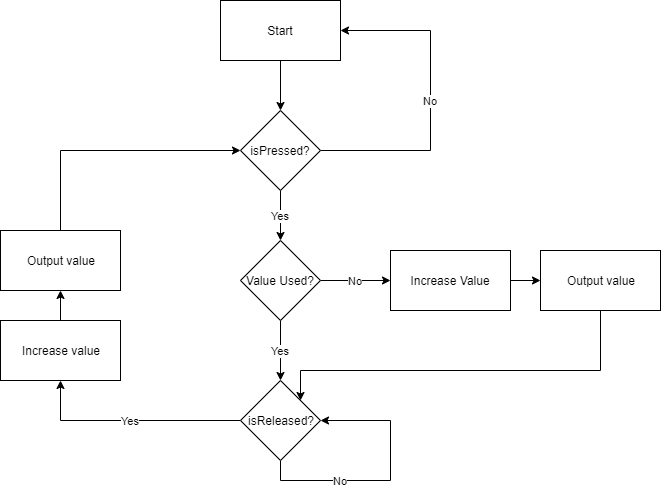 Start
No
isPressed?
Yes
Output value
Value Used?
No
Increase Value
Output value
Increase value
Yes
isReleased?
Yes
No